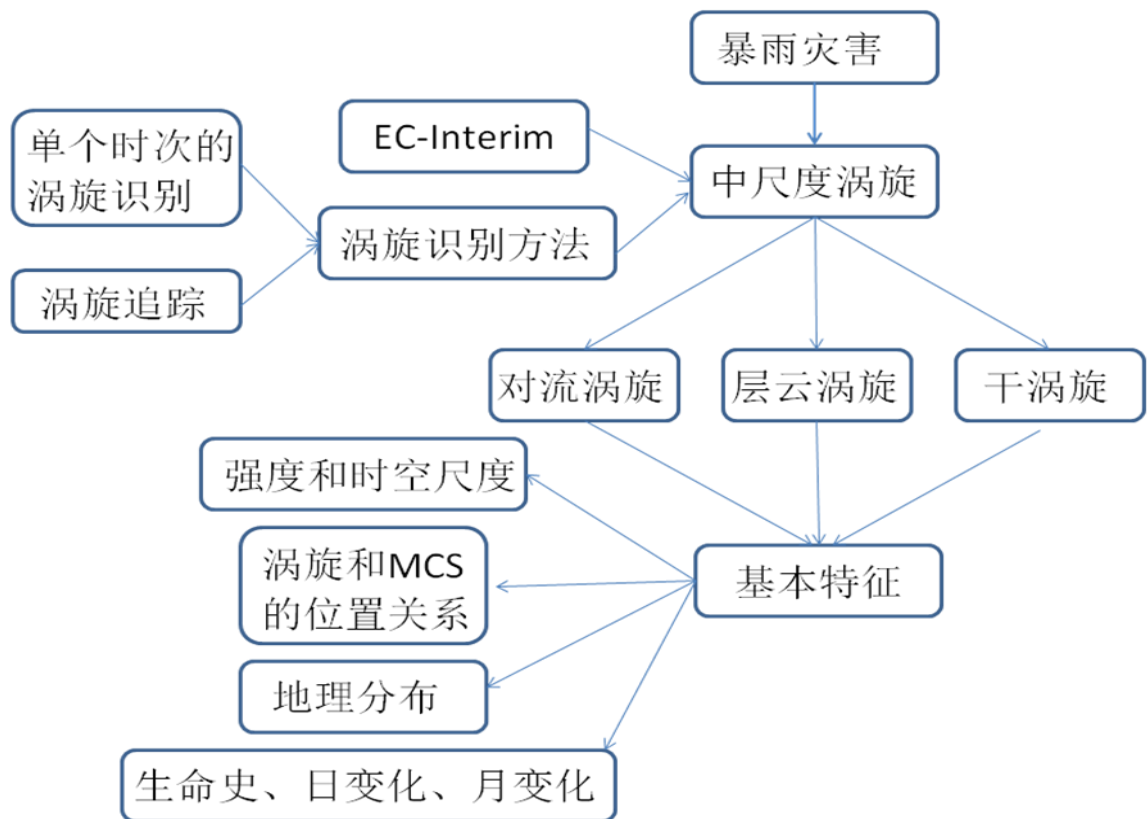 暴雨灾害
EC-Interim
单个时次的
涡旋识别
中尺度涡旋
涡旋识别方法
涡旋追踪
对流涡旋
层云涡旋
干涡旋
强度和时空尺度
涡旋和MCS
的位置关系
基本特征
地理分布
生命史、日变化、月变化